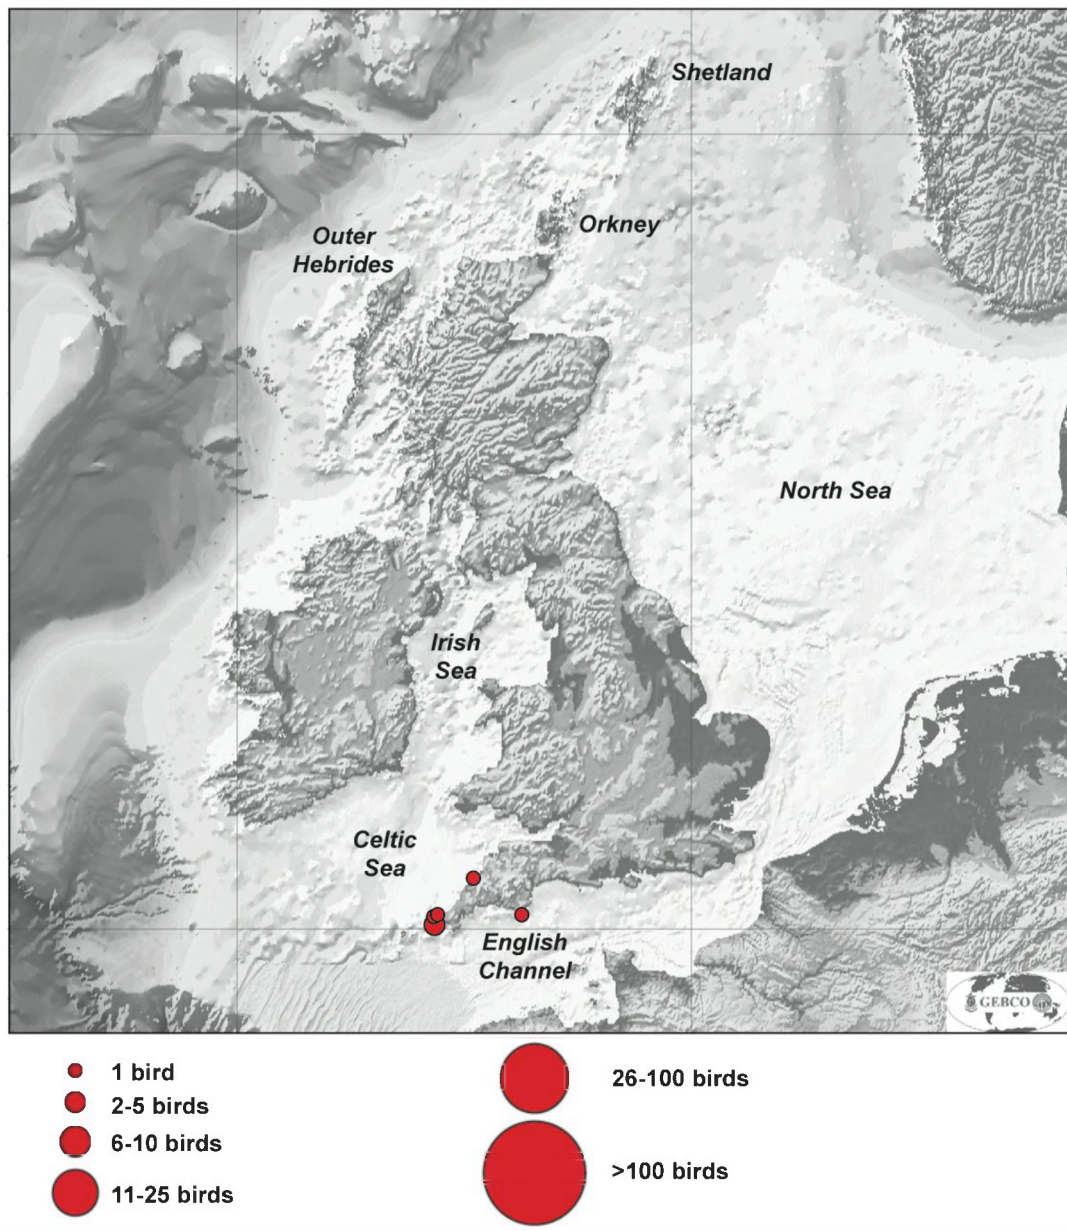 Shetland
Orkney
Outer
Hebrides
North Sea
Irish
Sea
Celtic
Sea
English
Channel
GEBCO
1 bird
2-5 birds
6-10 birds
11-25 birds
26-100 birds
>100 birds